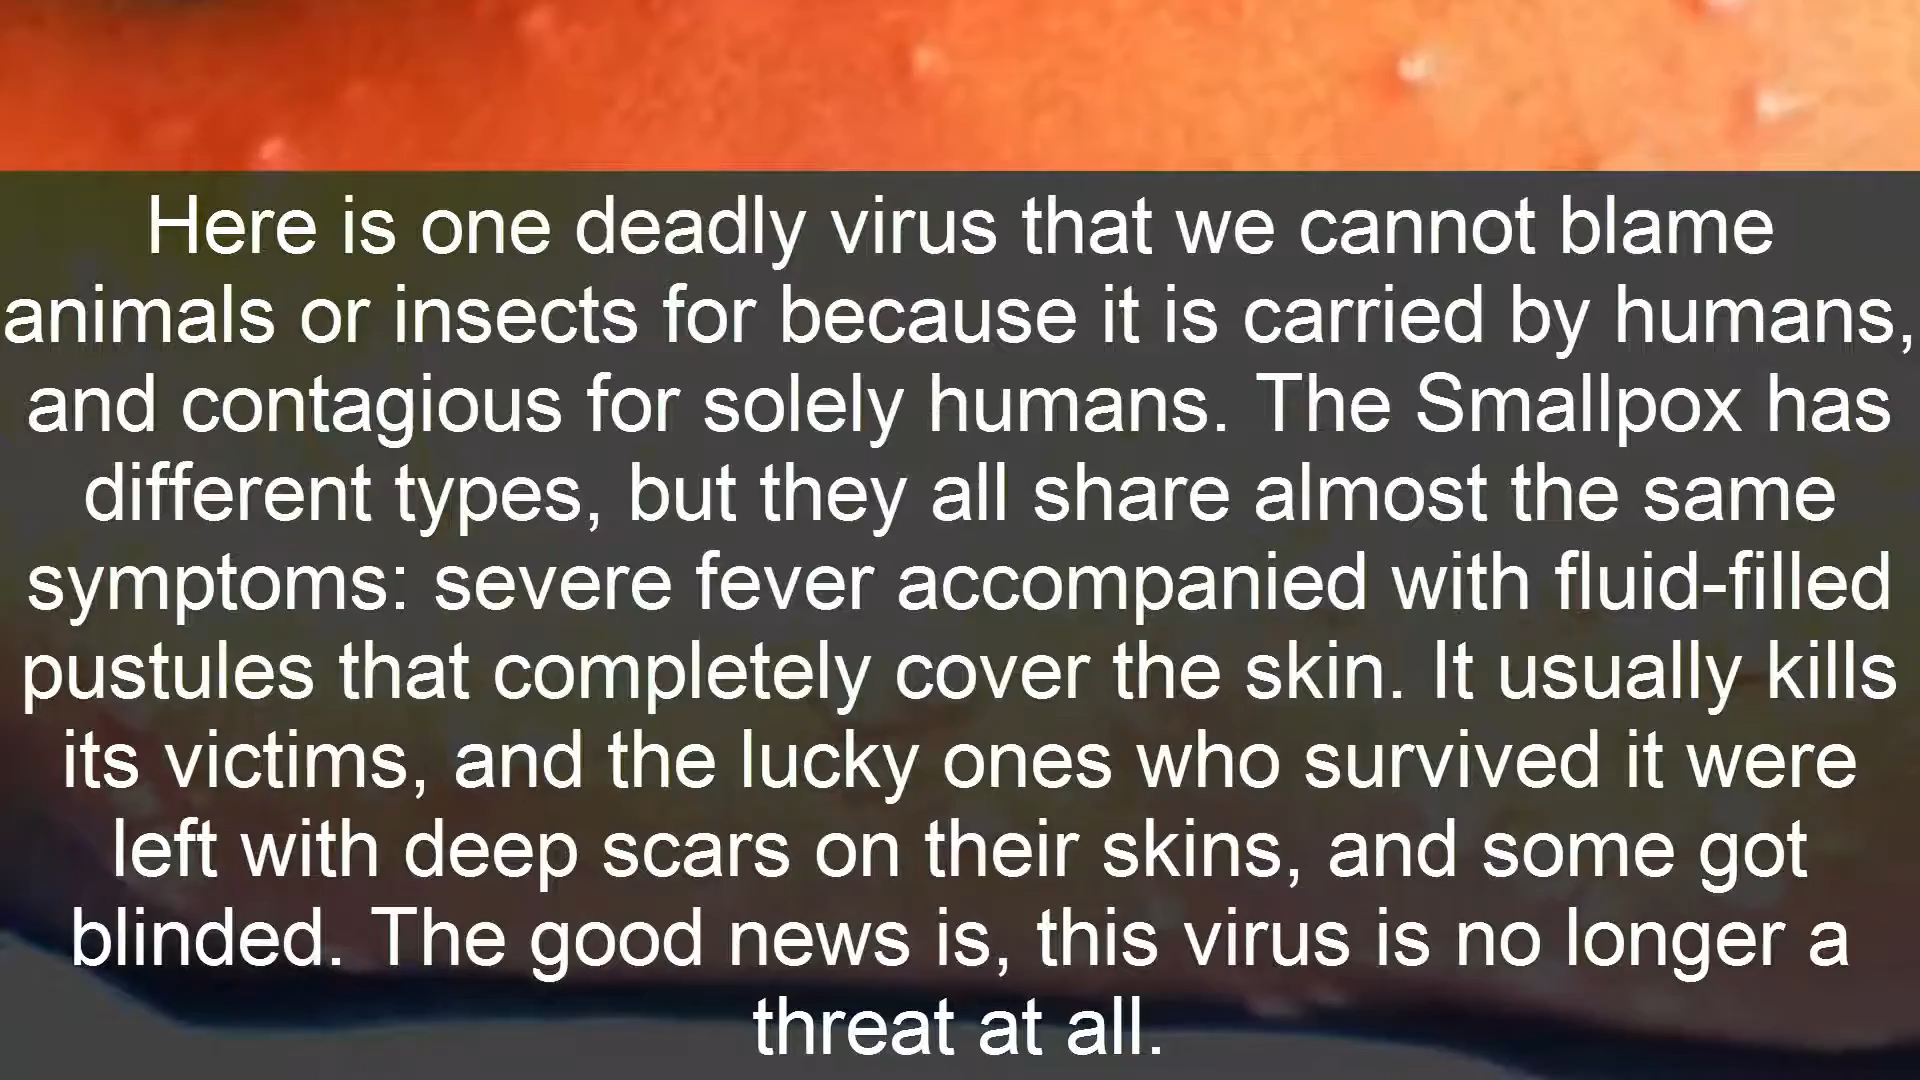 Here is one deadly virus that we cannot blame
animals or insects for because it is carried by humans,
and contagious for solely humans. The Smallpox has
different types, but they all share almost the same
symptoms: severe fever accompanied with fluid-filled
pustules that completely cover the skin. It usually kills
its victims, and the lucky ones who survived it were
left with deep scars on their skins, and some got
blinded. The good news is, this virus is no longer a
threat at all.